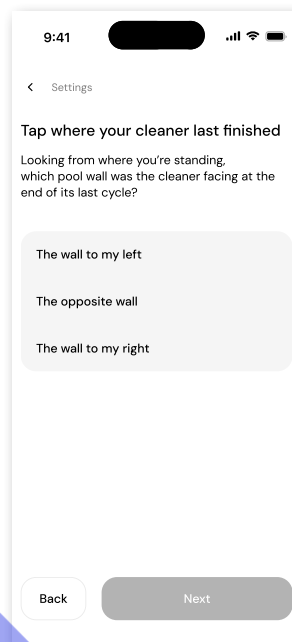 9:41
Settings
Tap where your cleaner last finished
Looking from where you’re standing,
which pool wall was the cleaner facing at the
end of its last cycle?
The wall to my left
The opposite wall
The wall to my right
Back
Next